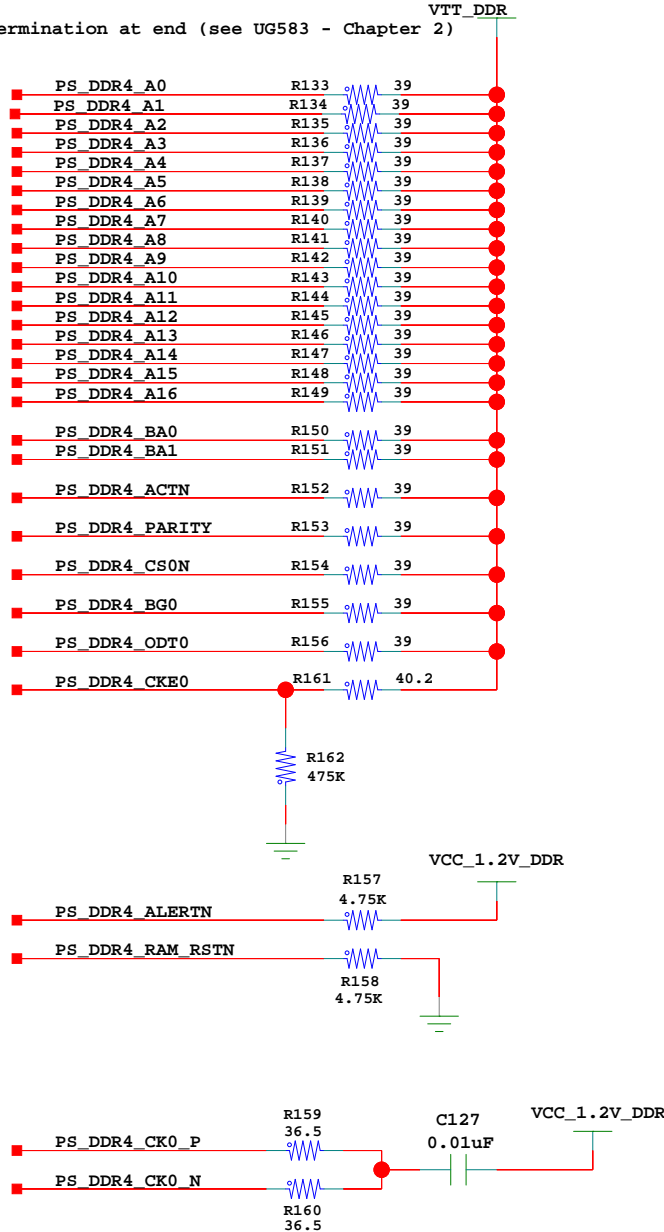 VTT_DDR
ermination at end (see UG583 - Chapter 2)
PS_DDR4_A0 R133 39
PS_DDR4_A1 R134 39
PS_DDR4_A2 R135 39
PS_DDR4_A3 R136 39
PS_DDR4_A4 R137 39
PS_DDR4_A5 R138 39
PS_DDR4_A6 R139 39
PS_DDR4_A7 R140 39
PS_DDR4_A8 R141 39
PS_DDR4_A9 R142 39
PS_DDR4_A10 R143 39
PS_DDR4_A11 R144 39
PS_DDR4_A12 R145 39
PS_DDR4_A13 R146 39
PS_DDR4_A14 R147 39
PS_DDR4_A15 R148 39
PS_DDR4_A16 R149 39
PS_DDR4_BA0 R150 39
PS_DDR4_BA1 R151 39
PS_DDR4_ACTN R152 39
PS_DDR4_PARITY R153 39
PS_DDR4_CS0N R154 39
PS_DDR4_BG0 R155 39
PS_DDR4_ODT0 R156 39
PS_DDR4_CKE0 R161 40.2
R162
475K
VCC_1.2V_DDR
R157
4.75K
PS_DDR4_ALERTN
PS_DDR4_RAM_RSTN
R158
4.75K
VCC_1.2V_DDR
R159
36.5
C127
0.01uF
PS_DDR4_CK0_P
PS_DDR4_CK0_N
R160
36.5